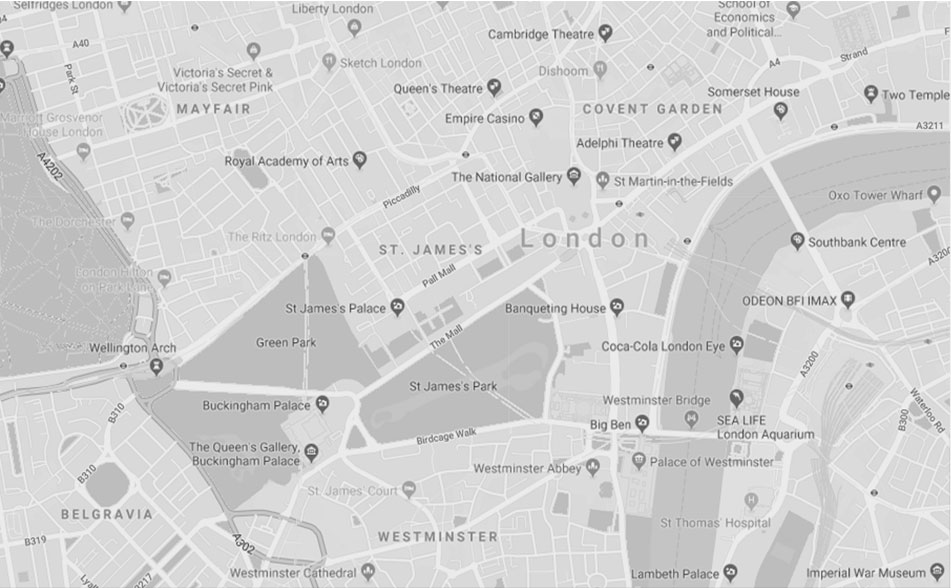 Selfridges London
Liberty London
School of
Economics
and Political...
Cambridge Theatre
A40
Park St
Victoria's Secret &
Victoria's Secret Pink
Sketch London
Dishoom
A4
Strand
MAYFAIR
Queen's Theatre
COVENT GARDEN
Somerset House
Two Temple
Marriott Grosvenor
House London
Empire Casino
A3211
Adelphi Theatre
A4202
Royal Academy of Arts
Piccadilly
The National Gallery
St Martin-in-the-Fields
Oxo Tower Wharf
The Dorchester
The Ritz London
ST. JAMES'S
London
Southbank Centre
London Hilton
on Park Lane
Pall Mall
St James's Palace
Banqueting House
ODEON BFI IMAX
Wellington Arch
Green Park
The Mall
Coca-Cola London Eye
A3200
St James's Park
B310
Buckingham Palace
Westminster Bridge
SEA LIFE
London Aquarium
Waterloo Rd
B300
Big Ben
Birdcage Walk
The Queen's Gallery,
Buckingham Palace
Westminster Abbey
Palace of Westminster
B310
St. James' Court
BELGRAVIA
St Thomas' Hospital
B319
A302
WESTMINSTER
Westminster Cathedral
Lambeth Palace
Imperial War Museum
B217